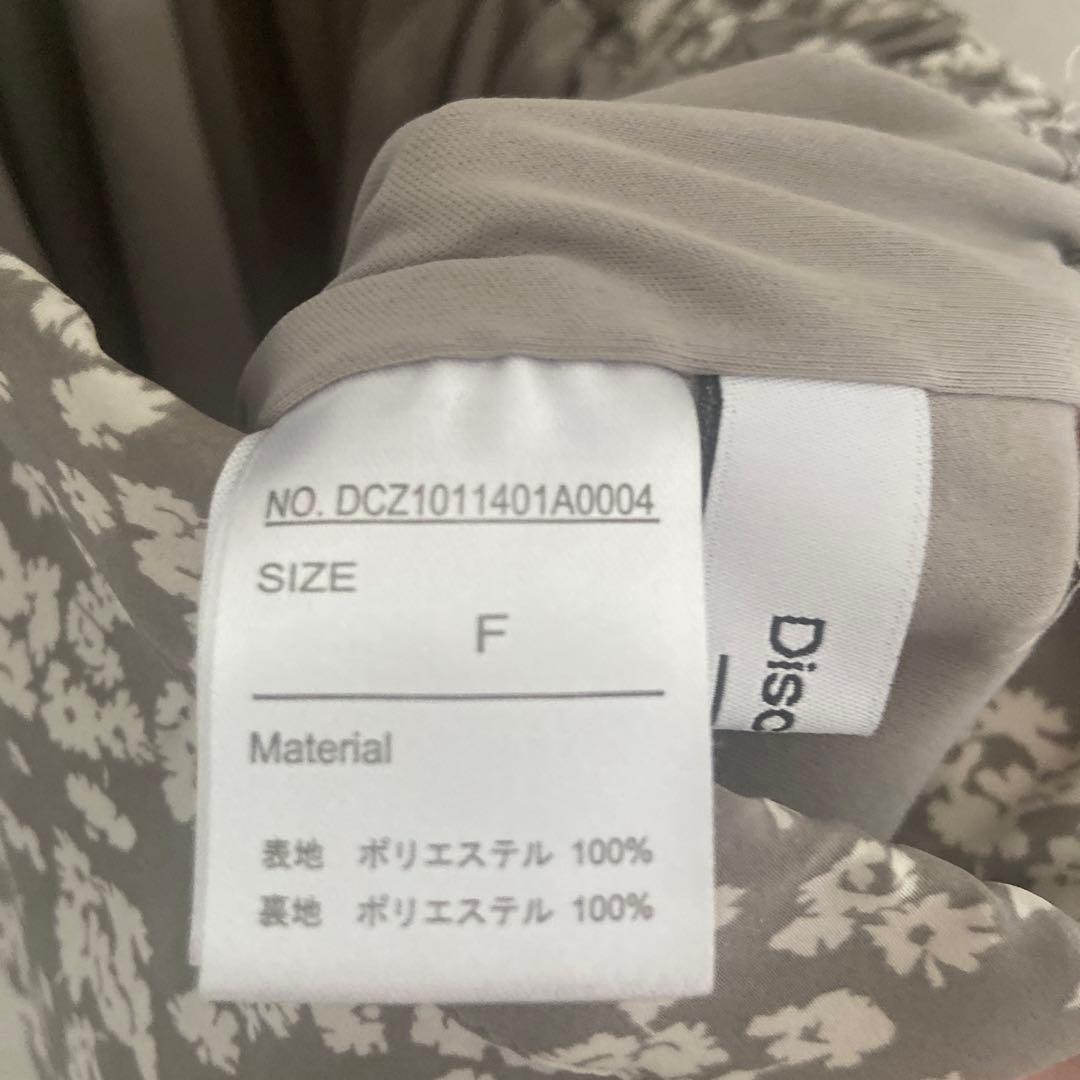 NO. DCZ1011401A0004
SIZE
F
Material
表地 ポリエステル 100%
裏地 ポリエステル 100%
Disc